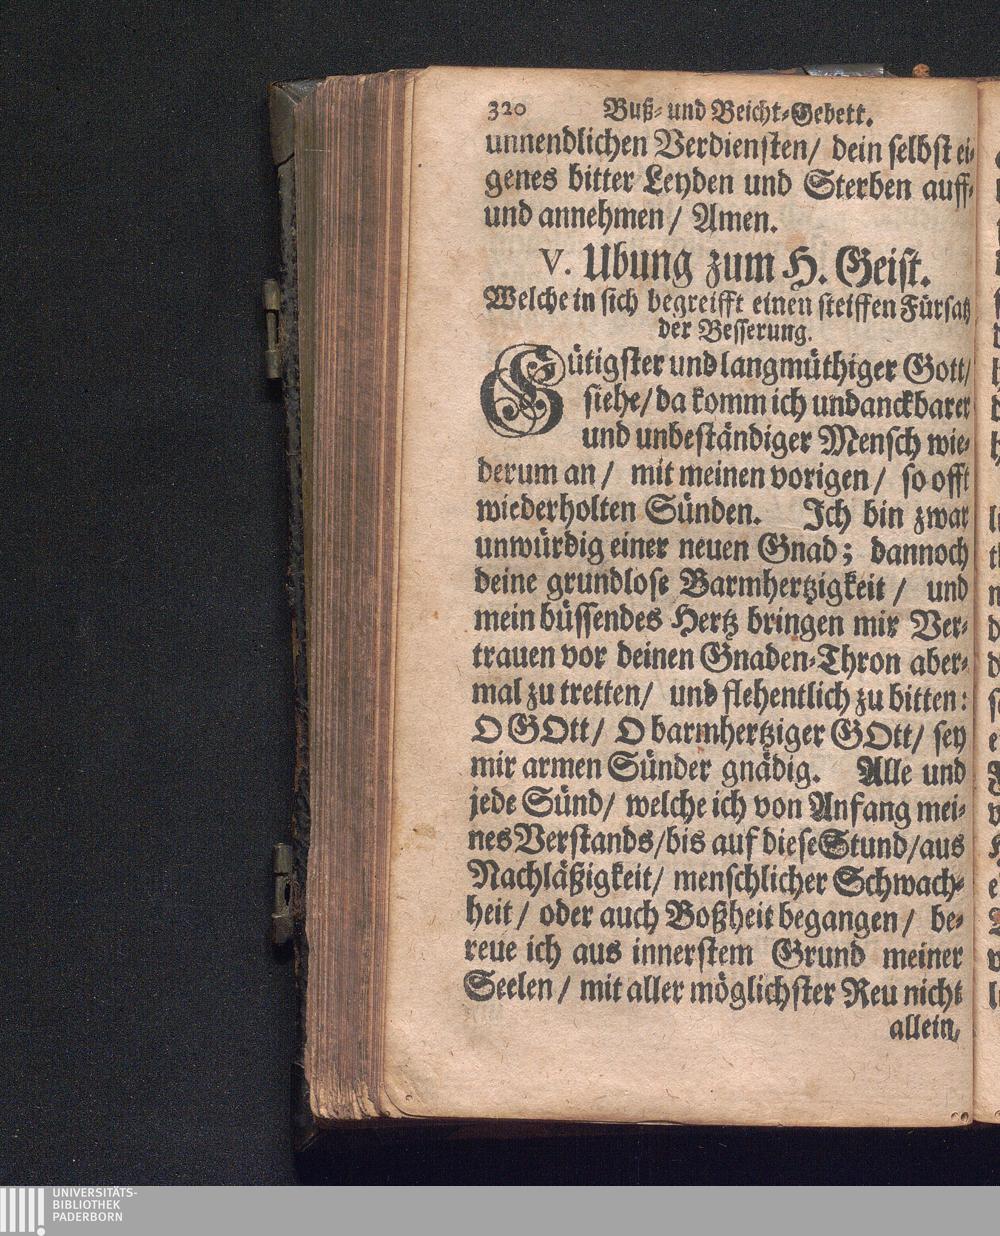 320 Buß- und Beicht-Gebett.
unnendlichen Verdiensten/ dein selbst ei-
genes bitter Leyden und Sterben auff-
und annehmen/ Amen.
V. Ubung zum H. Geist.
Welche in sich begreifft einen steiffen Fürsatz
der Besserung.
Gütigster und langmüthiger Gott/
siehe/ da komm ich undanckbarer
und unbeständiger Mensch wie-
derum an/ mit meinen vorigen/ so offt
wiederholten Sünden. Ich bin zwar
unwürdig einer neuen Gnad; dannoch
deine grundlose Barmhertzigkeit/ und
mein büssendes Hertz bringen mir Ver-
trauen vor deinen Gnaden-Thron aber-
mal zu tretten/ und flehentlich zu bitten:
O GOtt/ O barmhertziger GOtt/ sey
mir armen Sünder gnädig. Alle und
jede Sünd/ welche ich von Anfang mei-
nes Verstands/ bis auf diese Stund/ aus
Nachläßigkeit/ menschlicher Schwach-
heit/ oder auch Boßheit begangen/ be-
reue ich aus innerstem Grund meiner
Seelen/ mit aller möglichster Reu nicht
allein,
UNIVERSITÄTS-
BIBLIOTHEK
PADERBORN